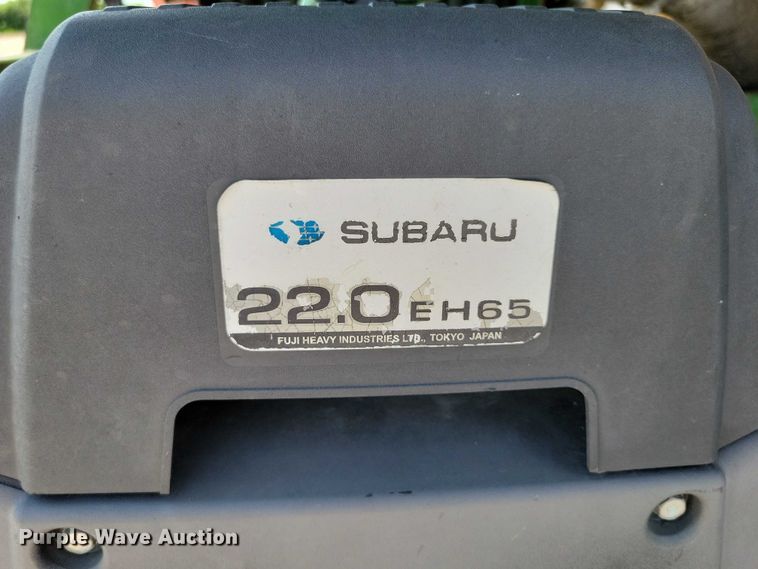 SUBARU
22.0 EH65
FUJI HEAVY INDUSTRIES LTD., TOKYO JAPAN
Purple Wave Auction